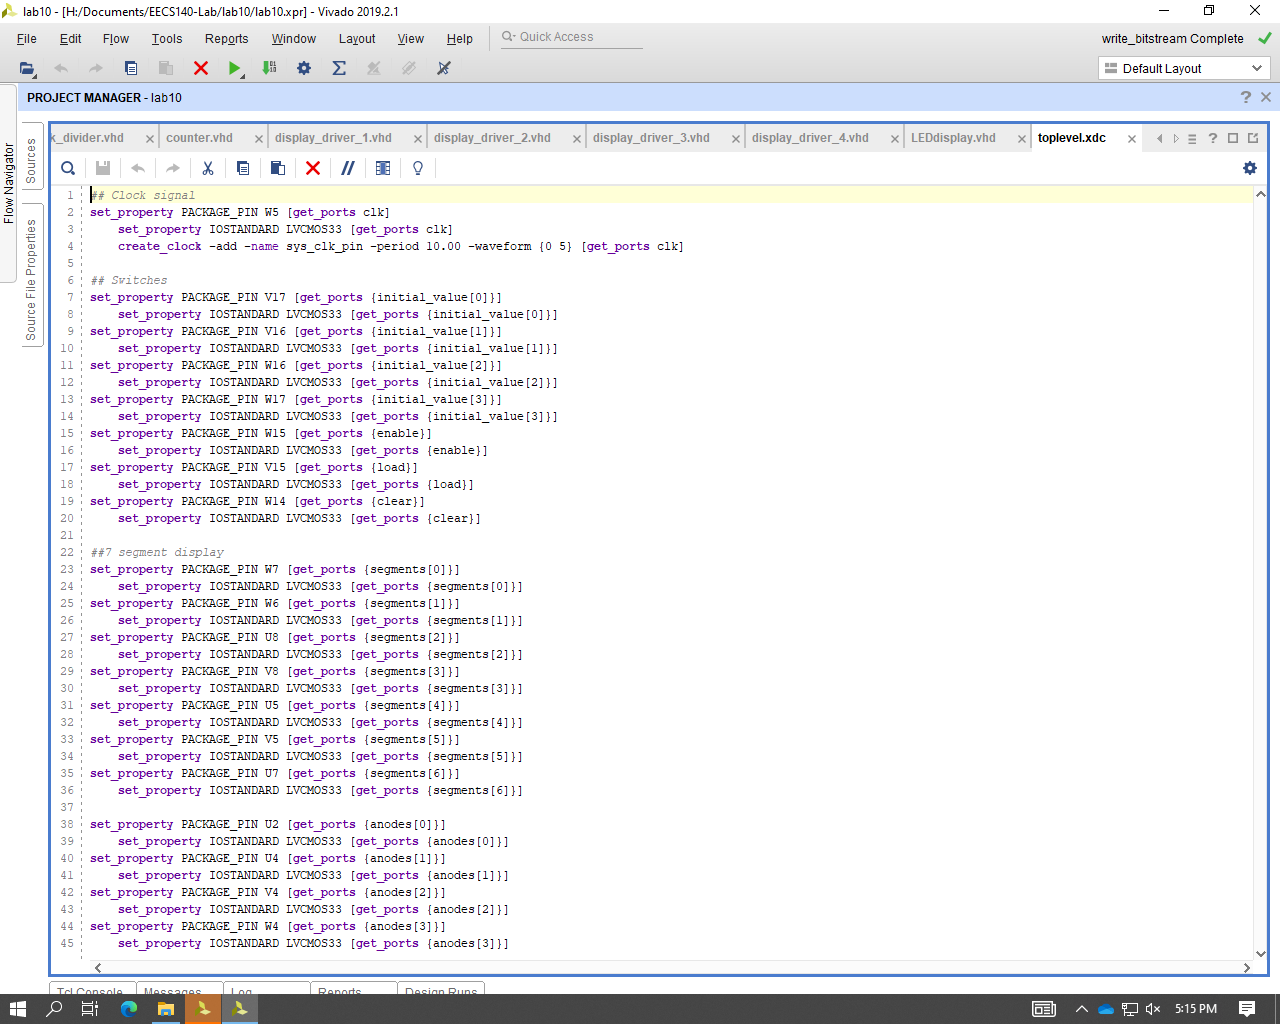 lab10 - [H:/Documents/EECS140-Lab/lab10/lab10.xpr] - Vivado 2019.2.1
File Edit Flow Tools Reports Window Layout View Help Quick Access
write_bitstream Complete
Default Layout
PROJECT MANAGER - lab10
Flow Navigator
Sources
Source File Properties
k_divider.vhd counter.vhd display_driver_1.vhd display_driver_2.vhd display_driver_3.vhd display_driver_4.vhd LEDdisplay.vhd toplevel.xdc
1 ## Clock signal
2 set_property PACKAGE_PIN W5 [get_ports clk]
3 set_property IOSTANDARD LVCMOS33 [get_ports clk]
4 create_clock -add -name sys_clk_pin -period 10.00 -waveform {0 5} [get_ports clk]
5
6 ## Switches
7 set_property PACKAGE_PIN V17 [get_ports {initial_value[0]}]
8 set_property IOSTANDARD LVCMOS33 [get_ports {initial_value[0]}]
9 set_property PACKAGE_PIN V16 [get_ports {initial_value[1]}]
10 set_property IOSTANDARD LVCMOS33 [get_ports {initial_value[1]}]
11 set_property PACKAGE_PIN W16 [get_ports {initial_value[2]}]
12 set_property IOSTANDARD LVCMOS33 [get_ports {initial_value[2]}]
13 set_property PACKAGE_PIN W17 [get_ports {initial_value[3]}]
14 set_property IOSTANDARD LVCMOS33 [get_ports {initial_value[3]}]
15 set_property PACKAGE_PIN W15 [get_ports {enable}]
16 set_property IOSTANDARD LVCMOS33 [get_ports {enable}]
17 set_property PACKAGE_PIN V15 [get_ports {load}]
18 set_property IOSTANDARD LVCMOS33 [get_ports {load}]
19 set_property PACKAGE_PIN W14 [get_ports {clear}]
20 set_property IOSTANDARD LVCMOS33 [get_ports {clear}]
21
22 ##7 segment display
23 set_property PACKAGE_PIN W7 [get_ports {segments[0]}]
24 set_property IOSTANDARD LVCMOS33 [get_ports {segments[0]}]
25 set_property PACKAGE_PIN W6 [get_ports {segments[1]}]
26 set_property IOSTANDARD LVCMOS33 [get_ports {segments[1]}]
27 set_property PACKAGE_PIN U8 [get_ports {segments[2]}]
28 set_property IOSTANDARD LVCMOS33 [get_ports {segments[2]}]
29 set_property PACKAGE_PIN V8 [get_ports {segments[3]}]
30 set_property IOSTANDARD LVCMOS33 [get_ports {segments[3]}]
31 set_property PACKAGE_PIN U5 [get_ports {segments[4]}]
32 set_property IOSTANDARD LVCMOS33 [get_ports {segments[4]}]
33 set_property PACKAGE_PIN V5 [get_ports {segments[5]}]
34 set_property IOSTANDARD LVCMOS33 [get_ports {segments[5]}]
35 set_property PACKAGE_PIN U7 [get_ports {segments[6]}]
36 set_property IOSTANDARD LVCMOS33 [get_ports {segments[6]}]
37
38 set_property PACKAGE_PIN U2 [get_ports {anodes[0]}]
39 set_property IOSTANDARD LVCMOS33 [get_ports {anodes[0]}]
40 set_property PACKAGE_PIN U4 [get_ports {anodes[1]}]
41 set_property IOSTANDARD LVCMOS33 [get_ports {anodes[1]}]
42 set_property PACKAGE_PIN V4 [get_ports {anodes[2]}]
43 set_property IOSTANDARD LVCMOS33 [get_ports {anodes[2]}]
44 set_property PACKAGE_PIN W4 [get_ports {anodes[3]}]
45 set_property IOSTANDARD LVCMOS33 [get_ports {anodes[3]}]
Tcl Console Messages Log Reports Design Runs
5:15 PM